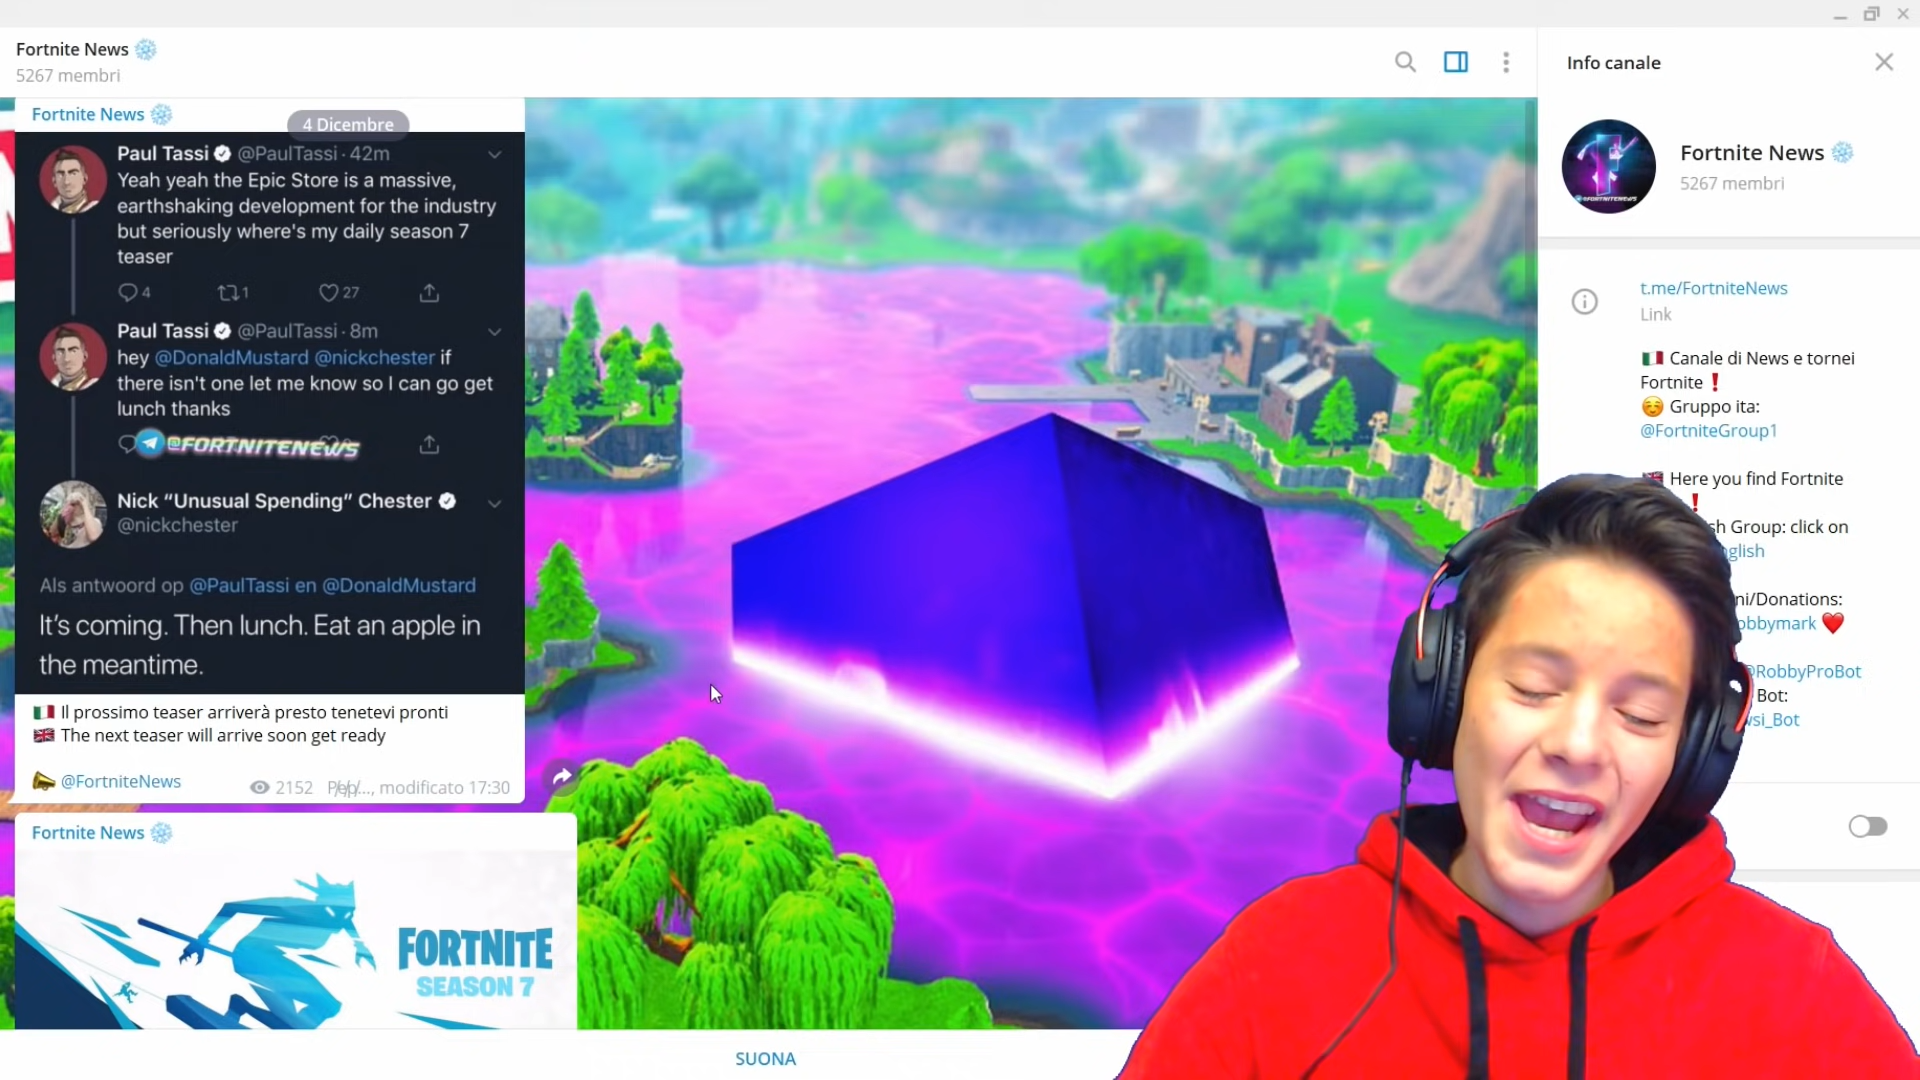 Fortnite News
5267 membri
Fortnite News
4 Dicembre
Paul Tassi @PaulTassi · 42m
Yeah yeah the Epic Store is a massive,
earthshaking development for the industry
but seriously where's my daily season 7
teaser
4 1 27
Paul Tassi @PaulTassi · 8m
hey @DonaldMustard @nickchester if
there isn't one let me know so I can go get
lunch thanks
@FORTNITENEWS
Nick “Unusual Spending” Chester
@nickchester
Als antwoord op @PaulTassi en @DonaldMustard
It’s coming. Then lunch. Eat an apple in
the meantime.
🇮🇹 Il prossimo teaser arriverà presto tenetevi pronti
🇬🇧 The next teaser will arrive soon get ready
@FortniteNews
2152 modificato 17:30
Fortnite News
FORTNITE
SEASON 7
SUONA
Info canale
Fortnite News
5267 membri
@FORTNITENEWS
t.me/FortniteNews
Link
🇮🇹 Canale di News e tornei
Fortnite❗
☺️ Gruppo ita:
@FortniteGroup1
Here you find Fortnite
❗
Group: click on
@RobbyProBot
Bot: